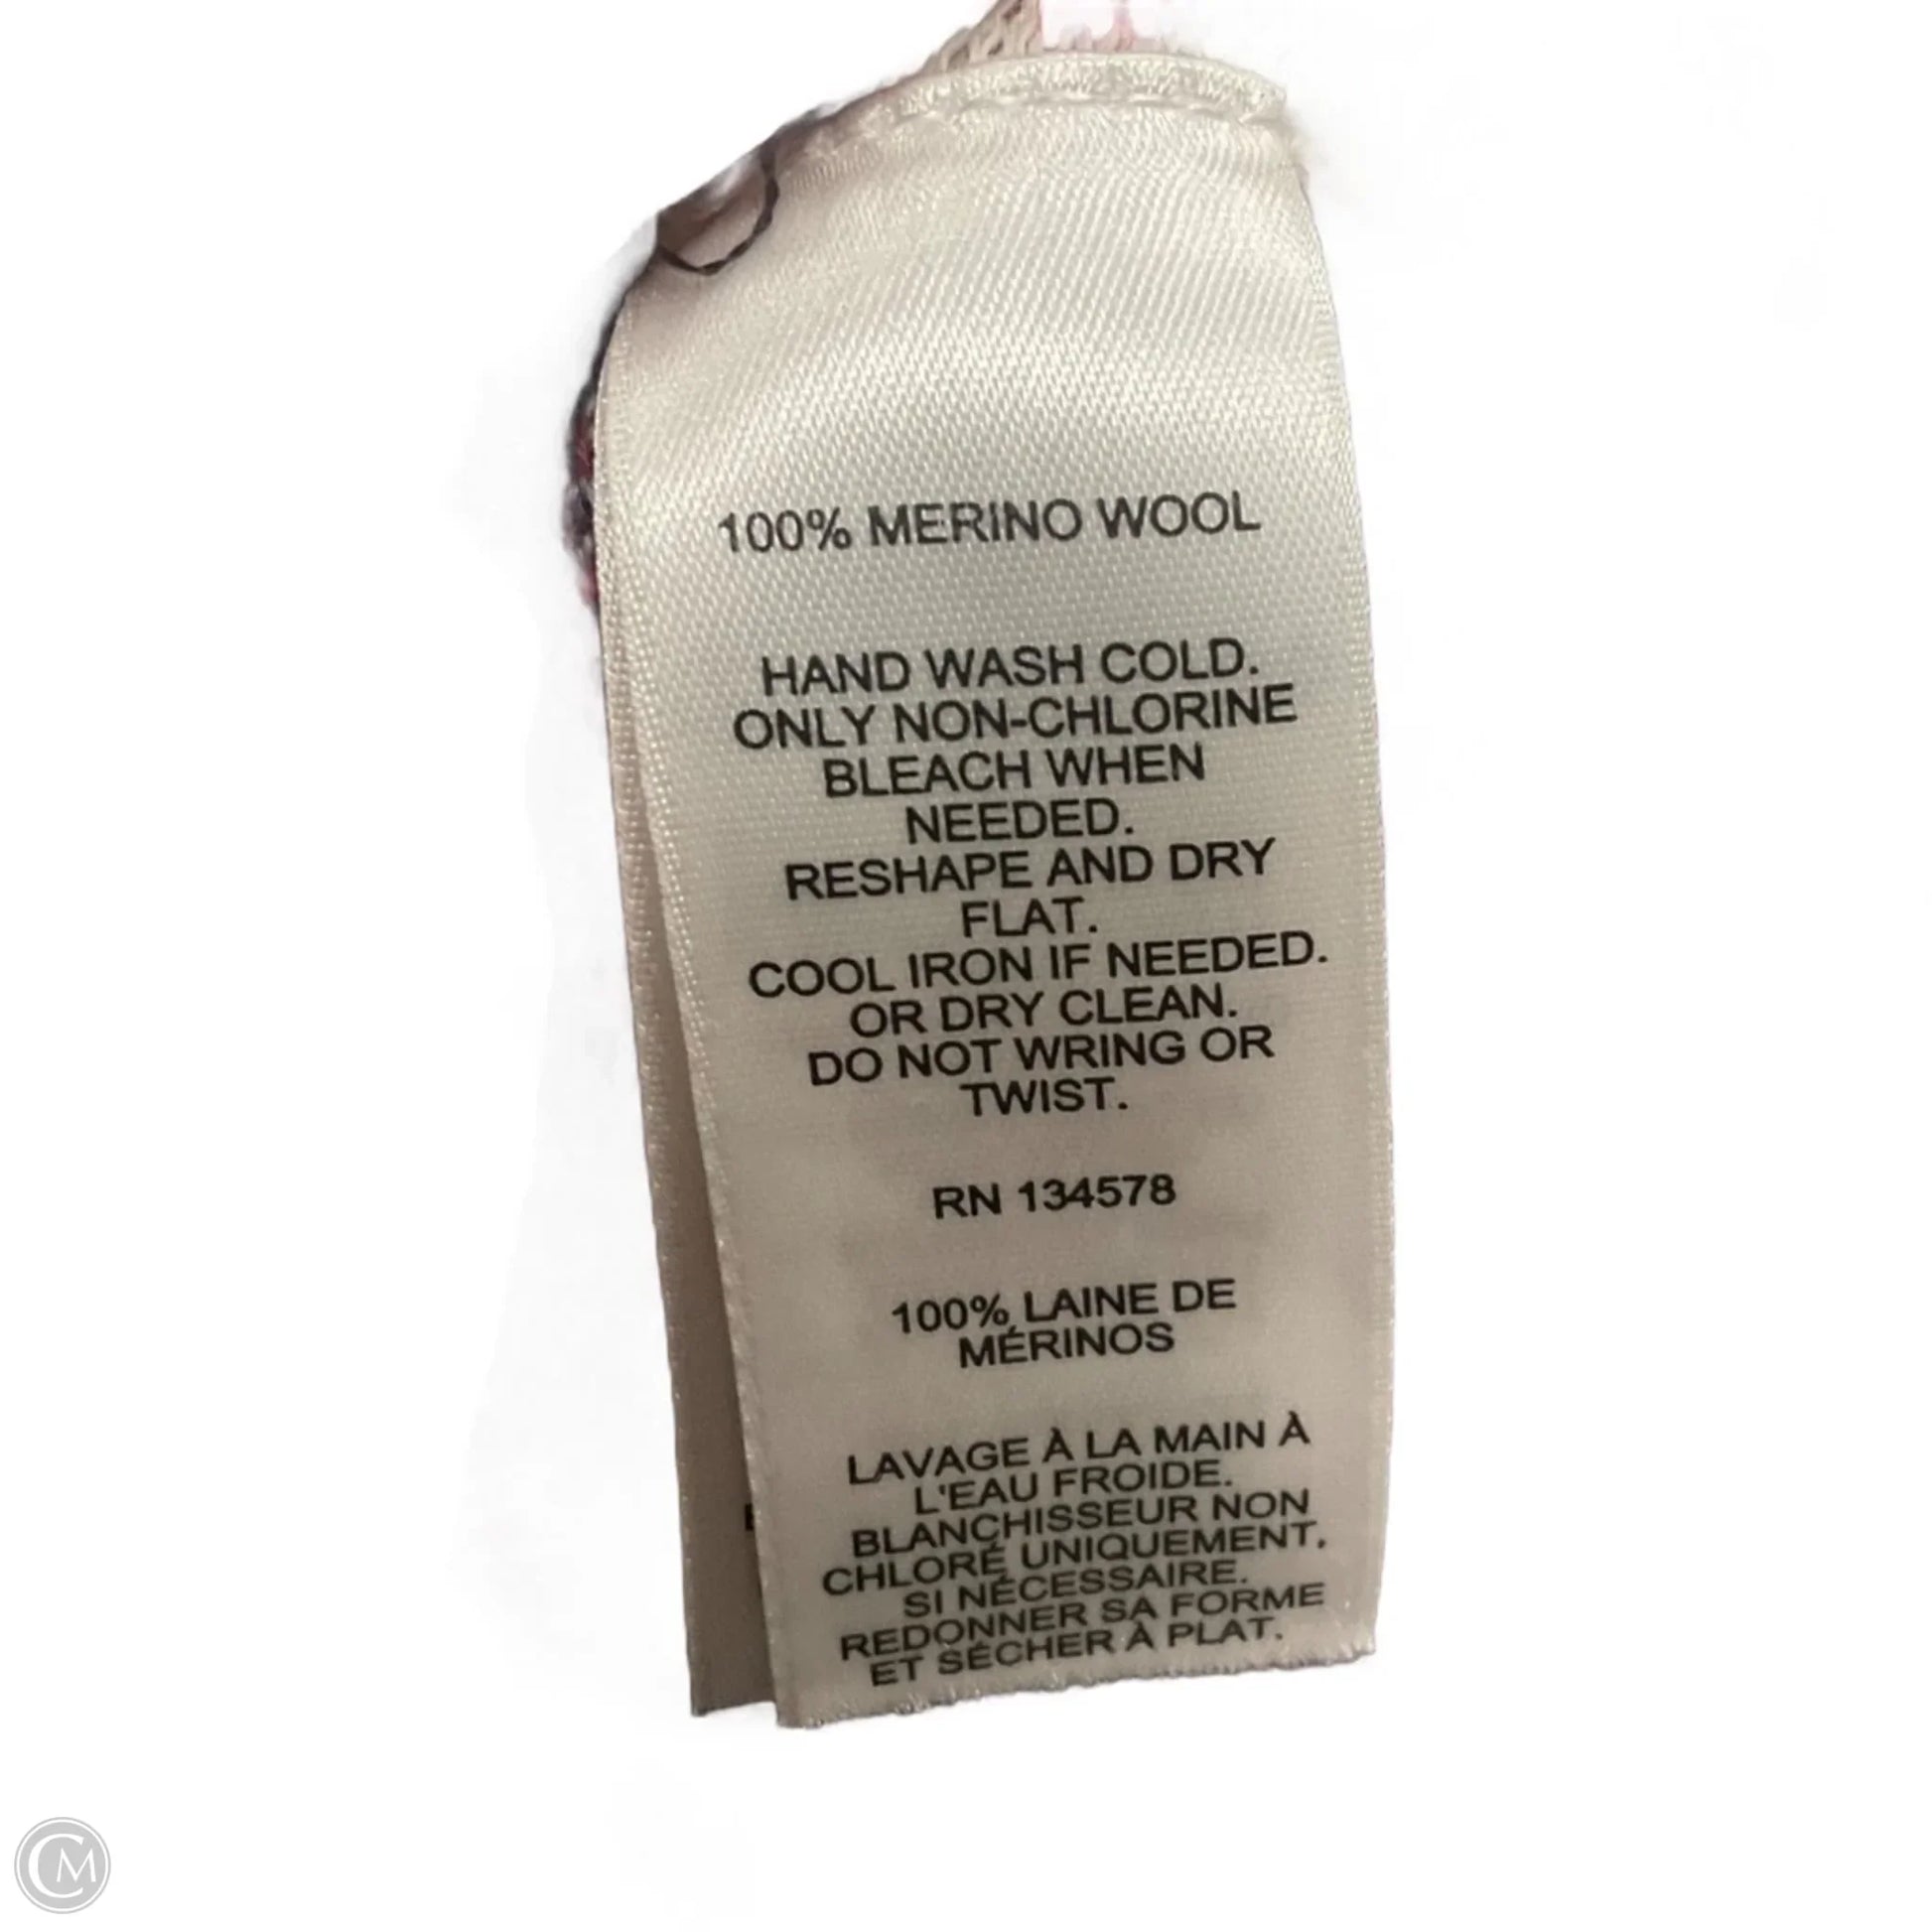 100% MERINO WOOL
HAND WASH COLD.
ONLY NON-CHLORINE
BLEACH WHEN
NEEDED.
RESHAPE AND DRY
FLAT.
COOL IRON IF NEEDED.
OR DRY CLEAN.
DO NOT WRING OR
TWIST.
RN 134578
100% LAINE DE
MÉRINOS
LAVAGE À LA MAIN À
L'EAU FROIDE.
BLANCHISSEUR NON
CHLORÉ UNIQUEMENT,
SI NÉCESSAIRE.
REDONNER SA FORME
ET SÉCHER À PLAT.
CM